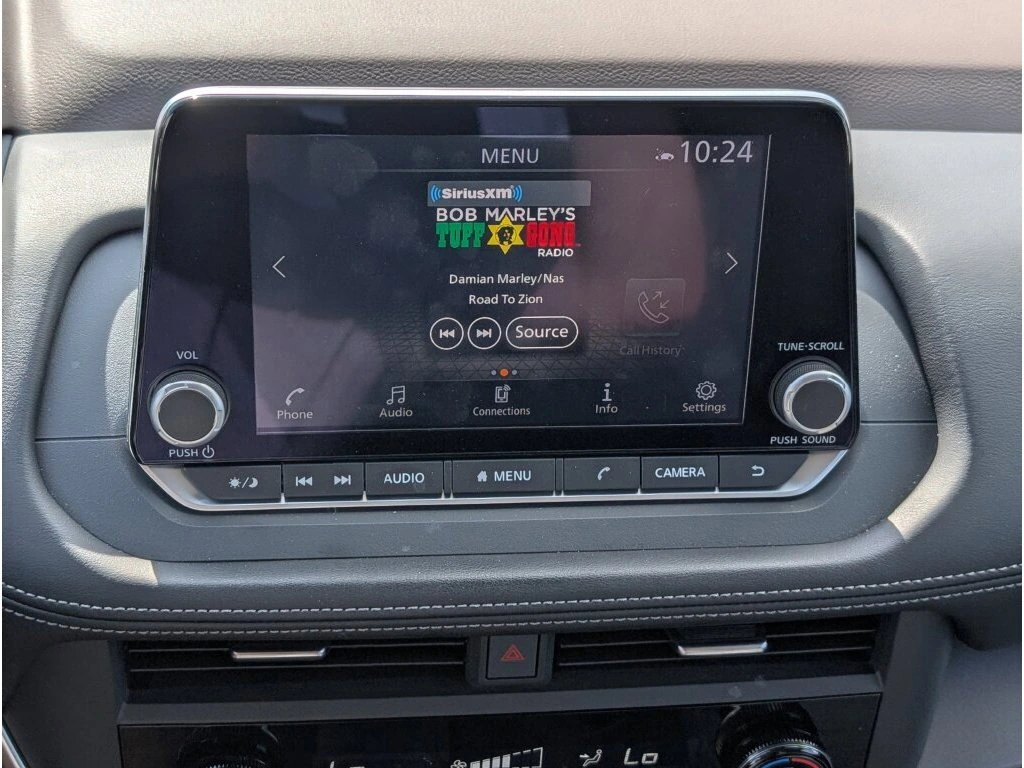 MENU
10:24
SiriusXM
BOB MARLEY'S
TUFF GONG
RADIO
Damian Marley/Nas
Road To Zion
Source
Call History
Phone
Audio
Connections
Info
Settings
VOL
PUSH
TUNE·SCROLL
PUSH SOUND
AUDIO
MENU
CAMERA
Lo
Lo